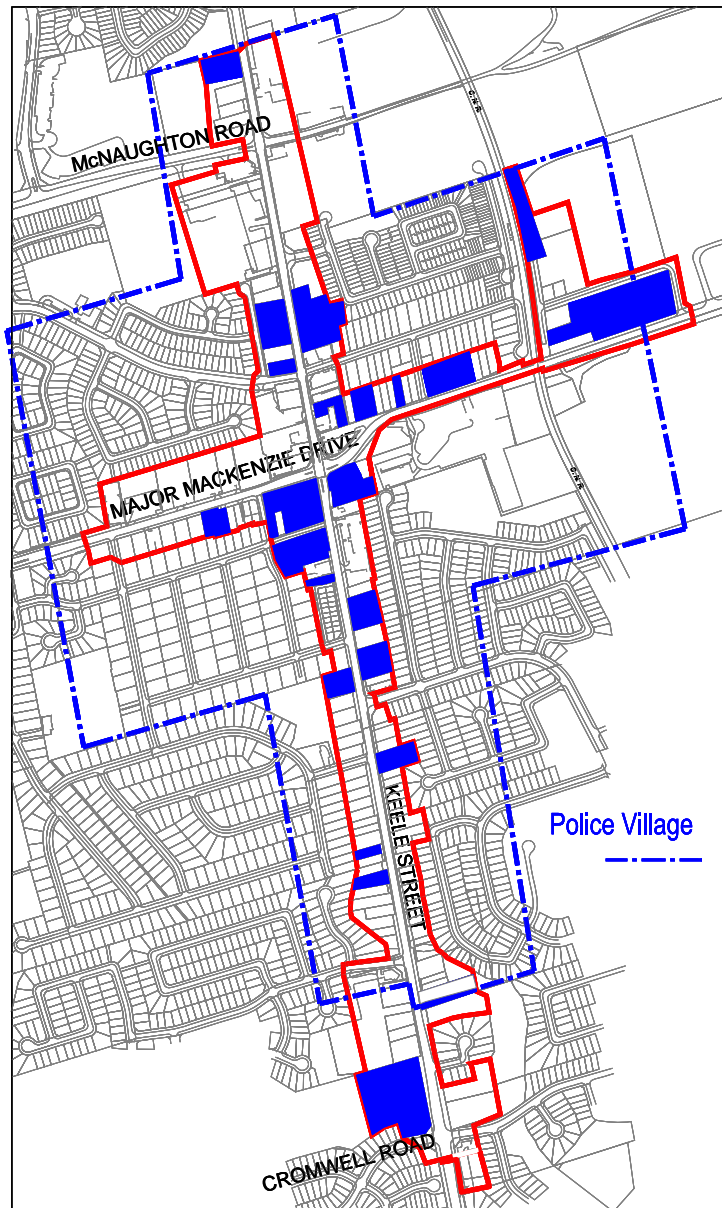 C.N.R.
McNAUGHTON ROAD
MAJOR MACKENZIE DRIVE
C.N.R.
KEELE STREET
Police Village
CROMWELL ROAD